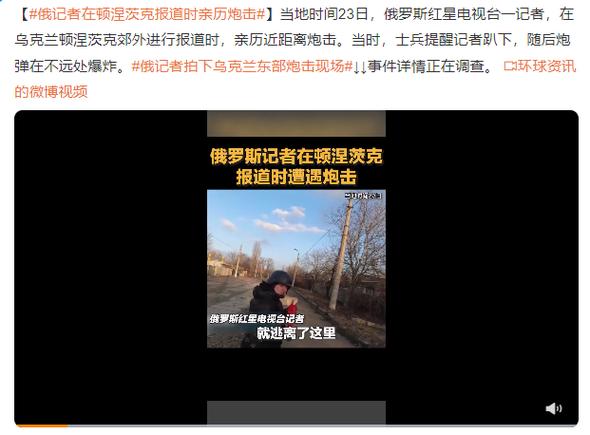 【#俄记者在顿涅茨克报道时亲历炮击#】当地时间23日，俄罗斯红星电视台一记者，在
乌克兰顿涅茨克郊外进行报道时，亲历近距离炮击。当时，士兵提醒记者趴下，随后炮
弹在不远处爆炸。#俄记者拍下乌克兰东部炮击现场#↓↓事件详情正在调查。 环球资讯
的微博视频
俄罗斯记者在顿涅茨克
报道时遭遇炮击
俄罗斯红星电视台记者
就逃离了这里